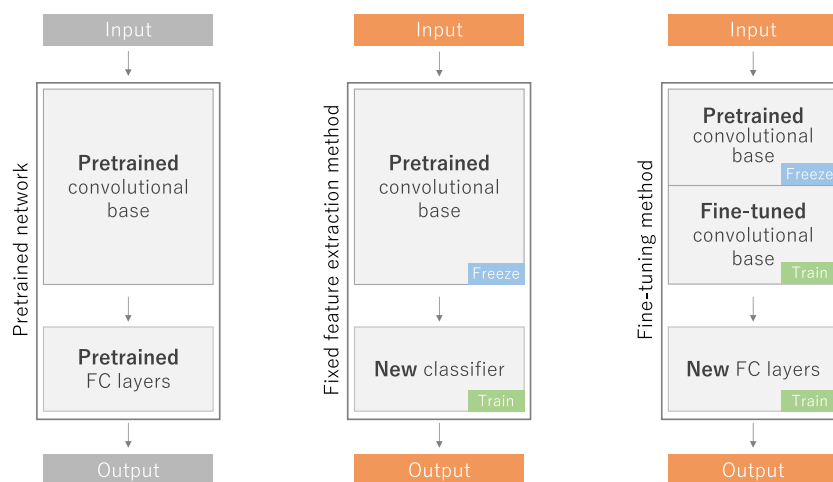 Input
Pretrained network
Pretrained
convolutional
base
Pretrained
FC layers
Output
Input
Fixed feature extraction method
Pretrained
convolutional
base
Freeze
New classifier
Train
Output
Input
Fine-tuning method
Pretrained
convolutional
base
Freeze
Fine-tuned
convolutional
base
Train
New FC layers
Train
Output